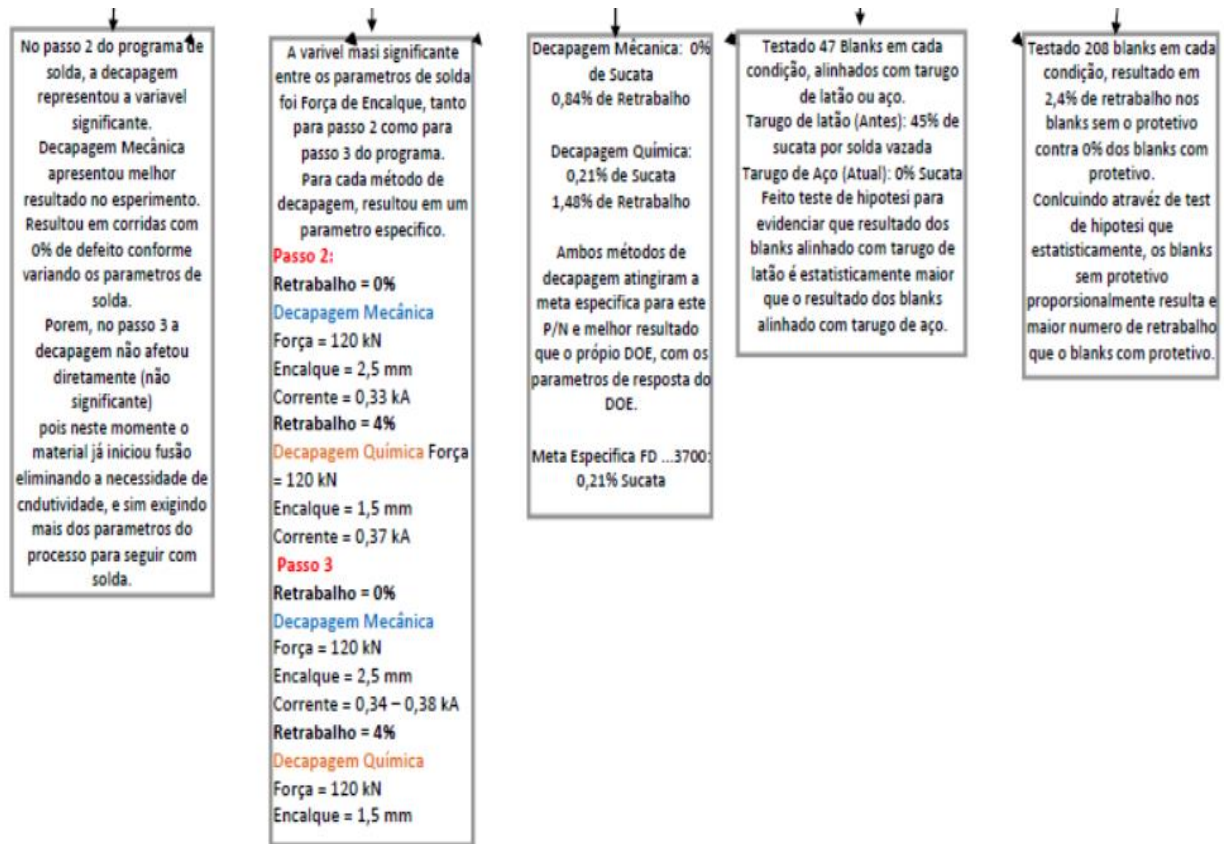 No passo 2 do programa de
solda, a decapagem
representou a variavel
significante.
Decapagem Mecânica
apresentou melhor
resultado no esperimento.
Resultou em corridas com
0% de defeito conforme
variando os parametros de
solda.
Porem, no passo 3 a
decapagem não afetou
diretamente (não
significante)
pois neste momento o
material já iniciou fusão
eliminando a necessidade de
cndutividade, e sim exigindo
mais dos parametros do
processo para seguir com
solda.
A varivel masi significante
entre os parametros de solda
foi Força de Encalque, tanto
para passo 2 como para
passo 3 do programa.
Para cada método de
decapagem, resultou em um
parametro especifico.
Passo 2:
Retrabalho = 0%
Decapagem Mecânica
Força = 120 kN
Encalque = 2,5 mm
Corrente = 0,33 kA
Retrabalho = 4%
Decapagem Química Força
= 120 kN
Encalque = 1,5 mm
Corrente = 0,37 kA
Passo 3
Retrabalho = 0%
Decapagem Mecânica
Força = 120 kN
Encalque = 2,5 mm
Corrente = 0,34 – 0,38 kA
Retrabalho = 4%
Decapagem Química
Força = 120 kN
Encalque = 1,5 mm
Decapagem Mêcanica: 0%
de Sucata
0,84% de Retrabalho
Decapagem Química:
0,21% de Sucata
1,48% de Retrabalho
Ambos métodos de
decapagem atingiram a
meta especifica para este
P/N e melhor resultado
que o própio DOE, com os
parametros de resposta do
DOE.
Meta Especifica FD ...3700:
0,21% Sucata
Testado 47 Blanks em cada
condição, alinhados com tarugo
de latão ou aço.
Tarugo de latão (Antes): 45% de
sucata por solda vazada
Tarugo de Aço (Atual): 0% Sucata
Feito teste de hipotesi para
evidenciar que resultado dos
blanks alinhado com tarugo de
latão é estatisticamente maior
que o resultado dos blanks
alinhado com tarugo de aço.
Testado 208 blanks em cada
condição, resultado em
2,4% de retrabalho nos
blanks sem o protetivo
contra 0% dos blanks com
protetivo.
Conlcuindo atravéz de test
de hipotesi que
estatisticamente, os blanks
sem protetivo
proporsionalmente resulta e
maior numero de retrabalho
que o blanks com protetivo.